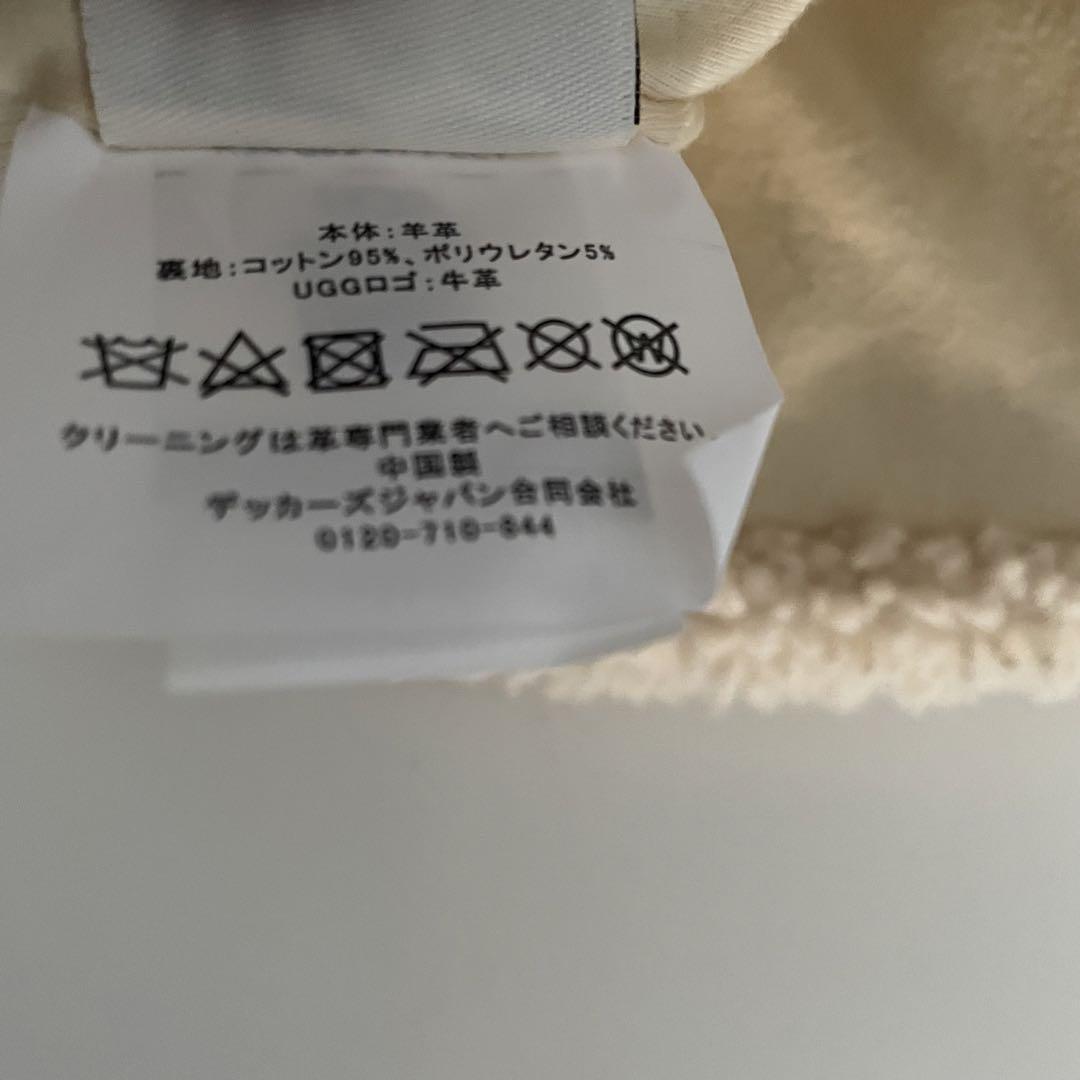 本体:羊革
裏地:コットン95%、ポリウレタン5%
UGGロゴ:牛革
W
クリーニングは革専門業者へご相談ください。
中国製
デッカーズジャパン合同会社
0120-710-844